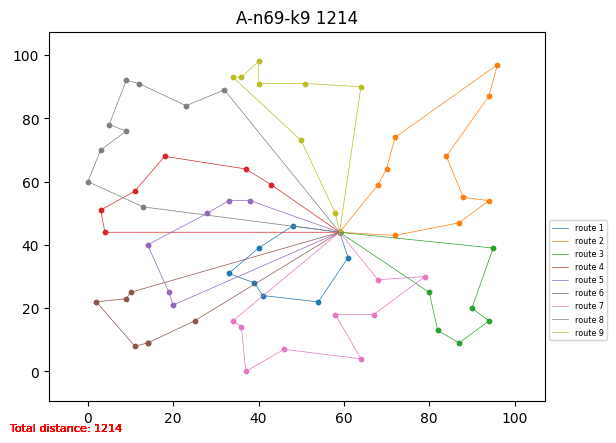 A-n69-k9 1214
100
80
60
40
20
0
0 20 40 60 80 100
route 1
route 2
route 3
route 4
route 5
route 6
route 7
route 8
route 9
Total distance: 1214